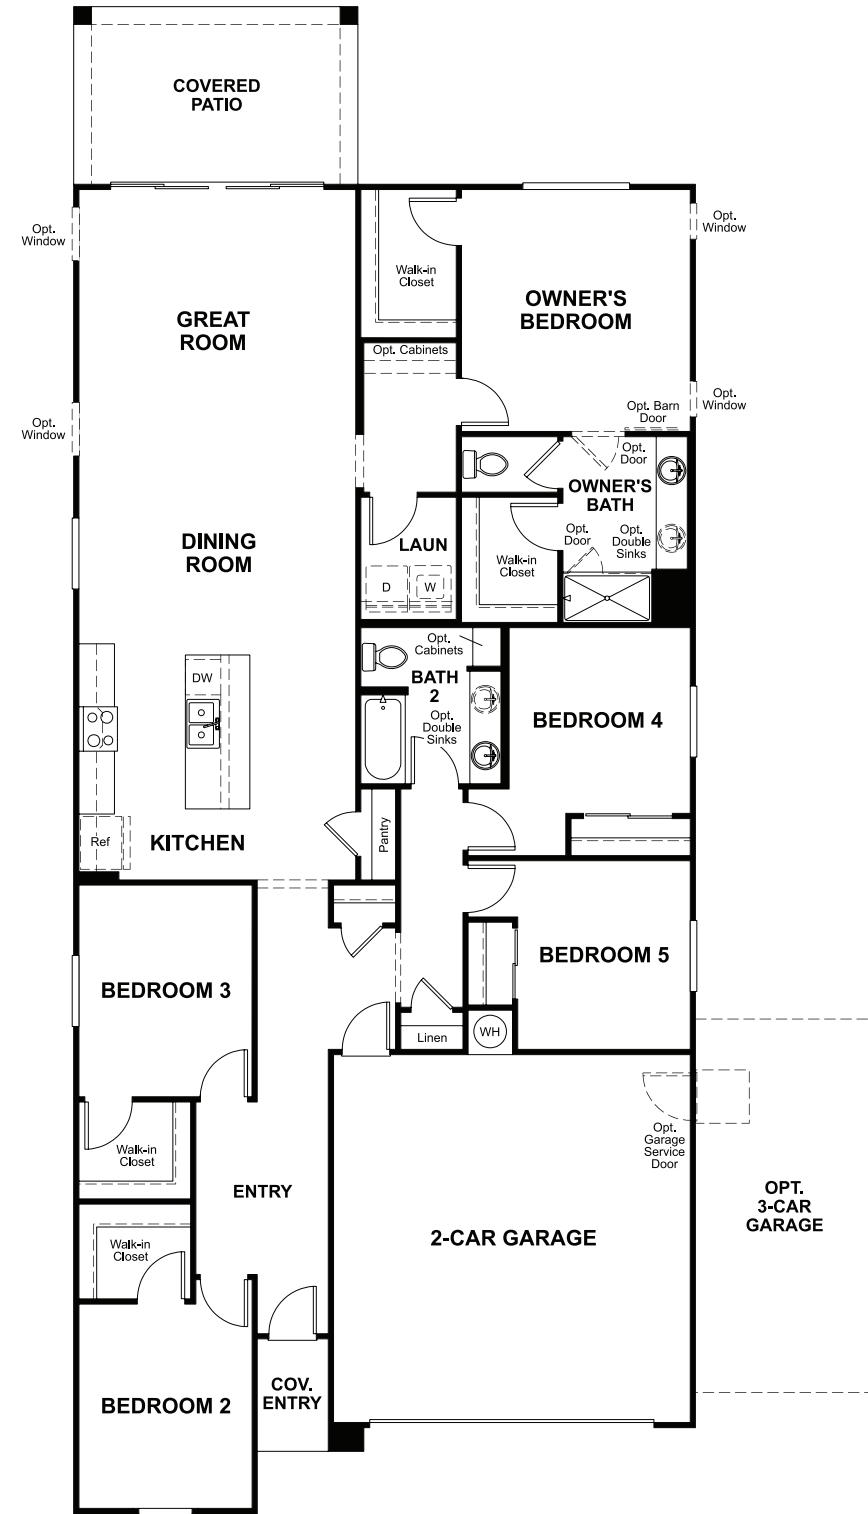 COVERED
PATIO
Opt.
Window
Opt.
Window
Walk-in
Closet
GREAT
ROOM
OWNER'S
BEDROOM
Opt. Cabinets
Opt.
Window
Opt.
Window
Opt. Barn
Door
Opt.
Door
OWNER'S
BATH
DINING
ROOM
LAUN
Opt.
Door
Opt.
Double
Sinks
Walk-in
Closet
D
W
Opt.
Cabinets
DW
BATH
2
Opt.
Double
Sinks
BEDROOM 4
Ref
KITCHEN
Pantry
BEDROOM 3
BEDROOM 5
Linen
WH
Opt.
Garage
Service
Door
Walk-in
Closet
ENTRY
OPT.
3-CAR
GARAGE
Walk-in
Closet
2-CAR GARAGE
BEDROOM 2
COV.
ENTRY